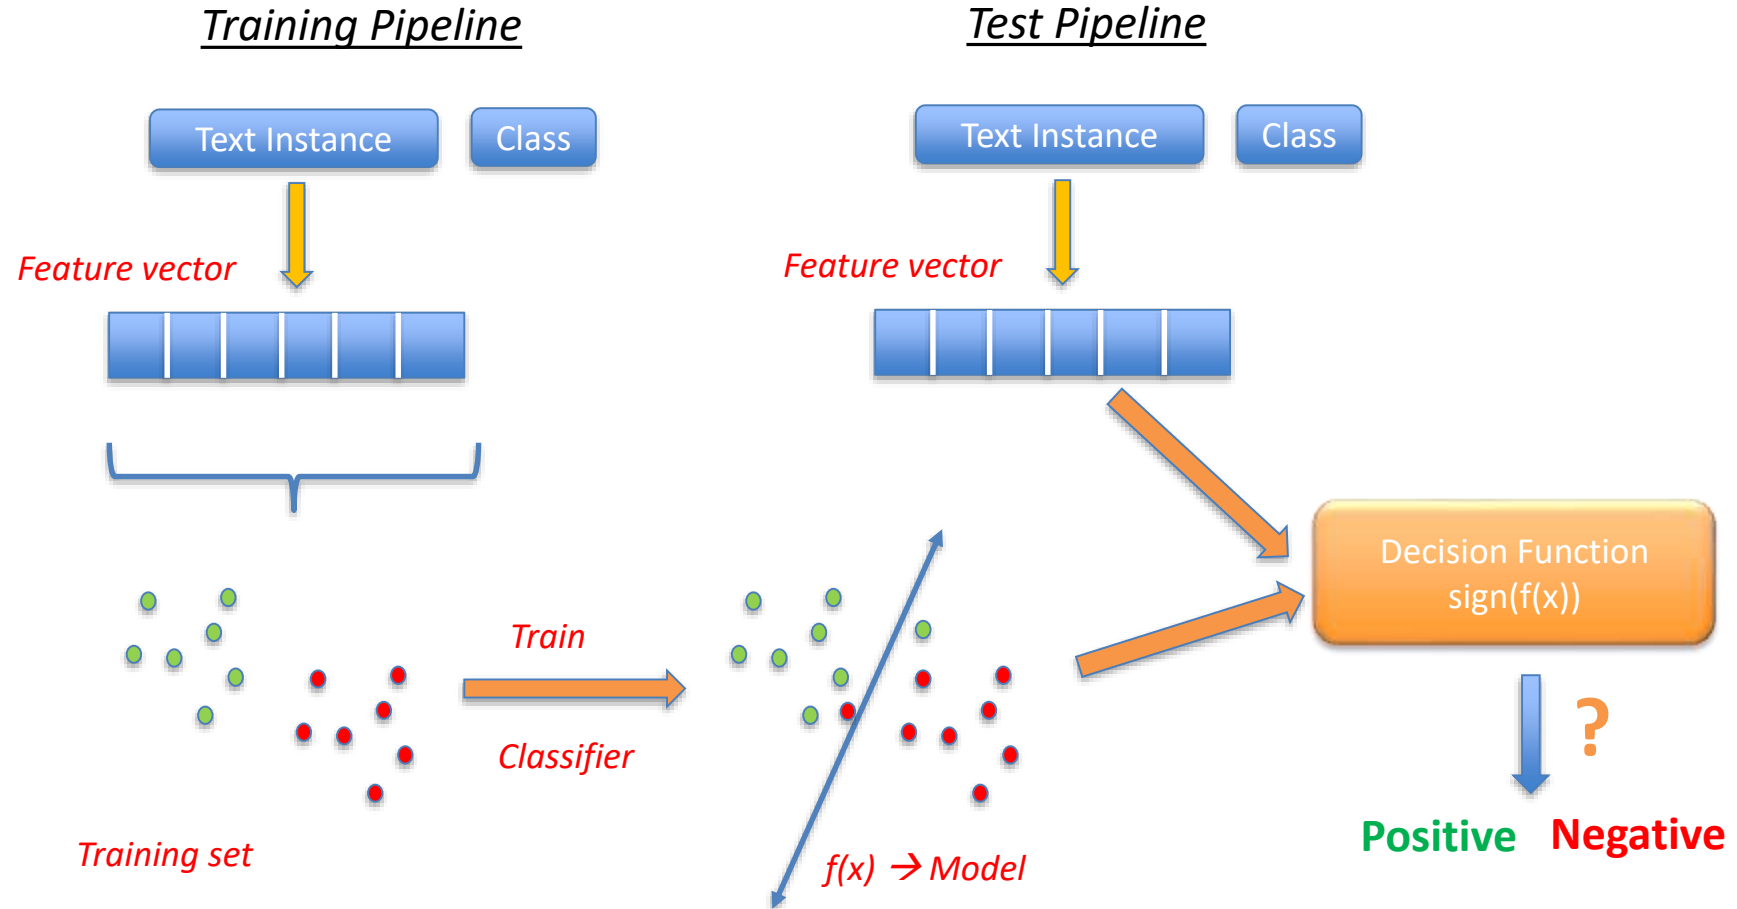 Training Pipeline
Test Pipeline
Text Instance
Class
Text Instance
Class
Feature vector
Feature vector
Decision Function
sign(f(x))
Train
Classifier
?
Positive
Negative
Training set
f(x) → Model